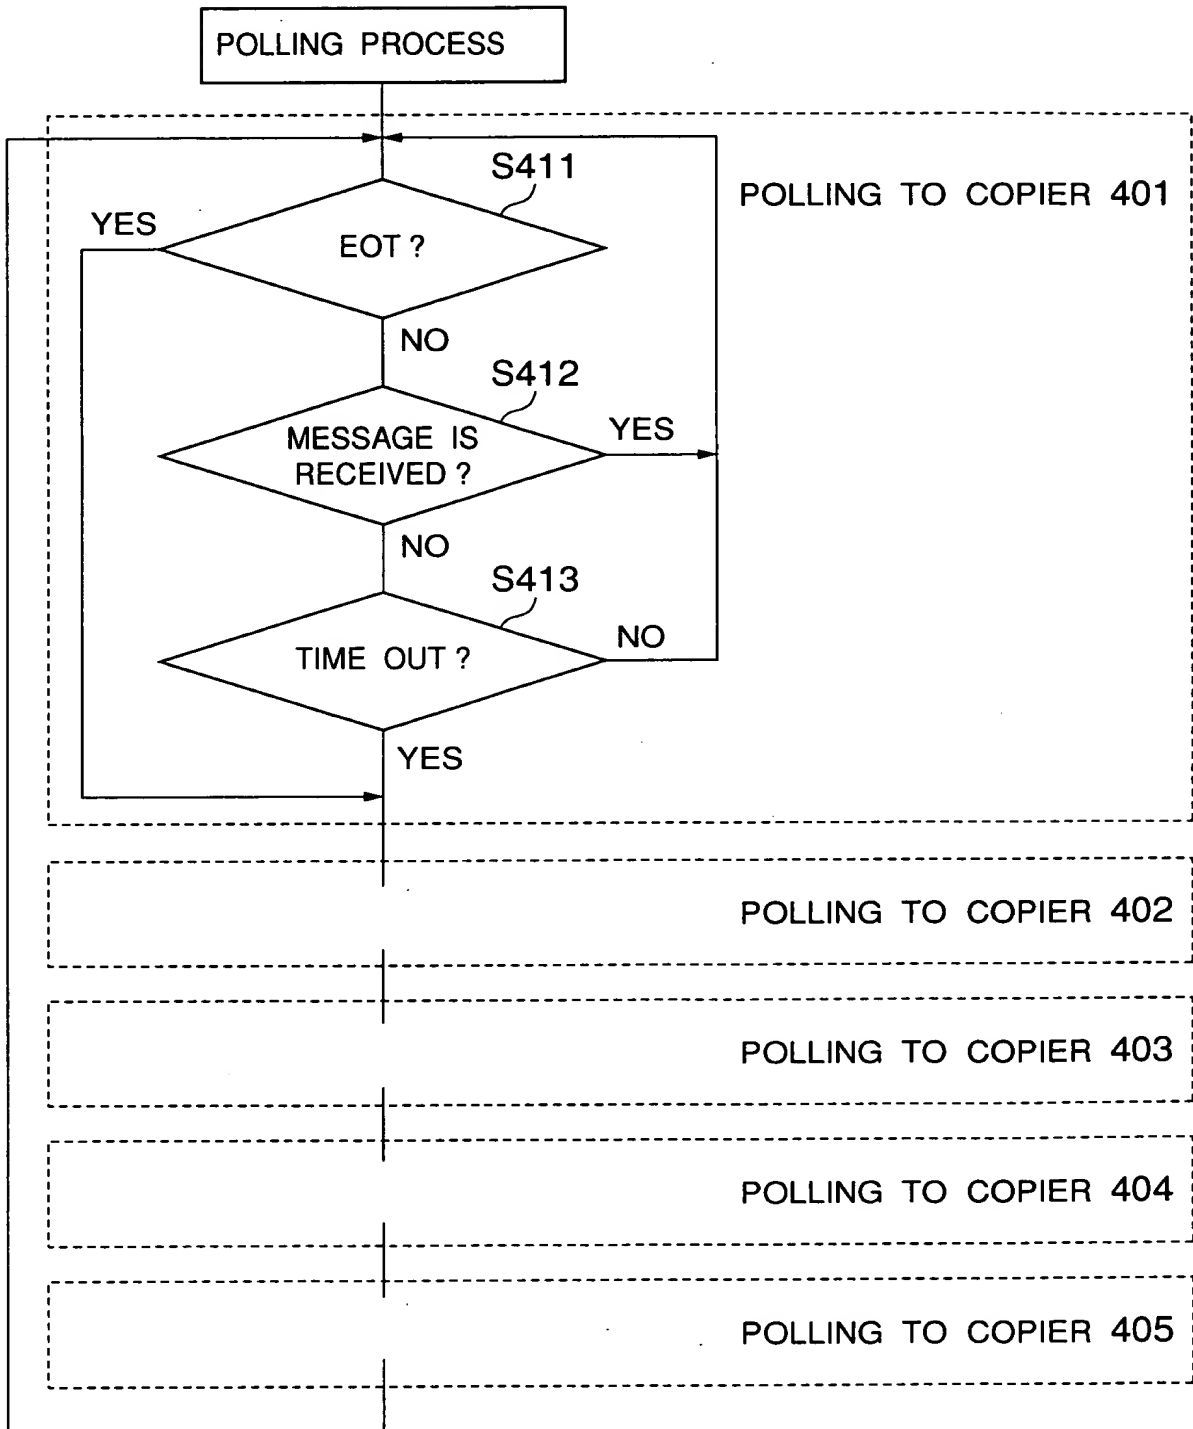 POLLING PROCESS
S411
POLLING TO COPIER 401
YES
EOT ?
NO
S412
MESSAGE IS
RECEIVED ?
YES
NO
S413
TIME OUT ?
NO
YES
POLLING TO COPIER 402
POLLING TO COPIER 403
POLLING TO COPIER 404
POLLING TO COPIER 405